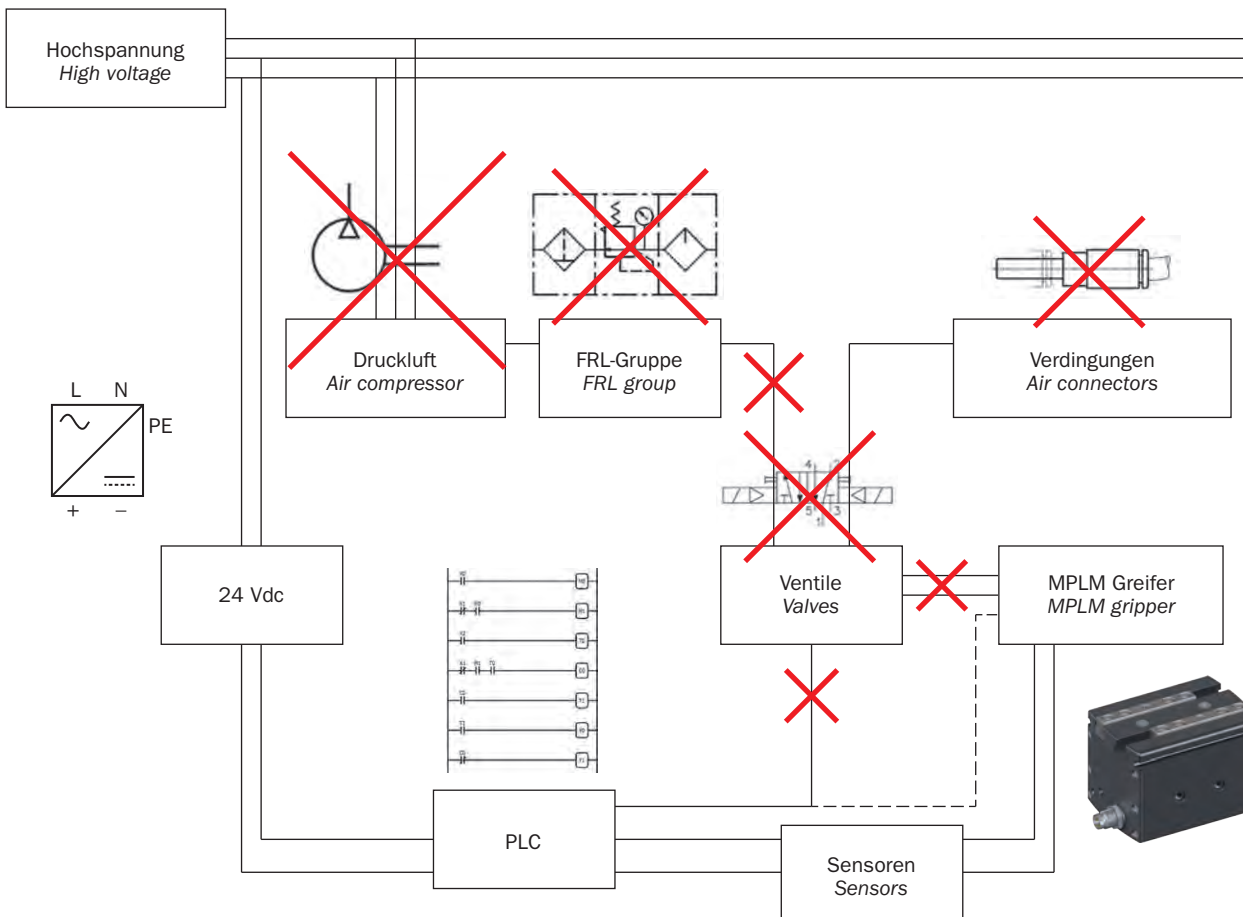 Hochspannung
High voltage
Druckluft
Air compressor
FRL-Gruppe
FRL group
Verdingungen
Air connectors
L N
PE
+ −
4 2
5 3
1
24 Vdc
Ventile
Valves
MPLM Greifer
MPLM gripper
PLC
Sensoren
Sensors